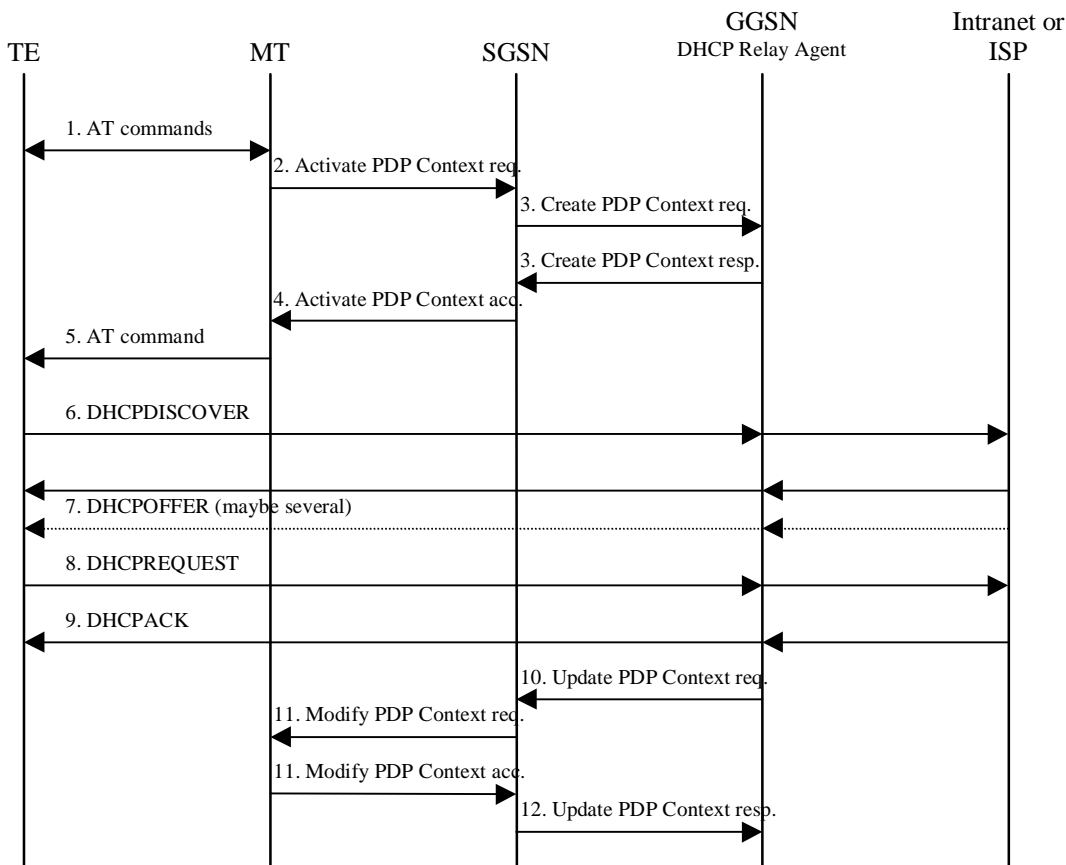 GGSN
Intranet or
TE
MT
SGSN
DHCP Relay Agent
ISP
1. AT commands
2. Activate PDP Context req.
3. Create PDP Context req.
3. Create PDP Context resp.
4. Activate PDP Context acc.
5. AT command
6. DHCPDISCOVER
7. DHCPOFFER (maybe several)
8. DHCPREQUEST
9. DHCPACK
10. Update PDP Context req.
11. Modify PDP Context req.
11. Modify PDP Context acc.
12. Update PDP Context resp.